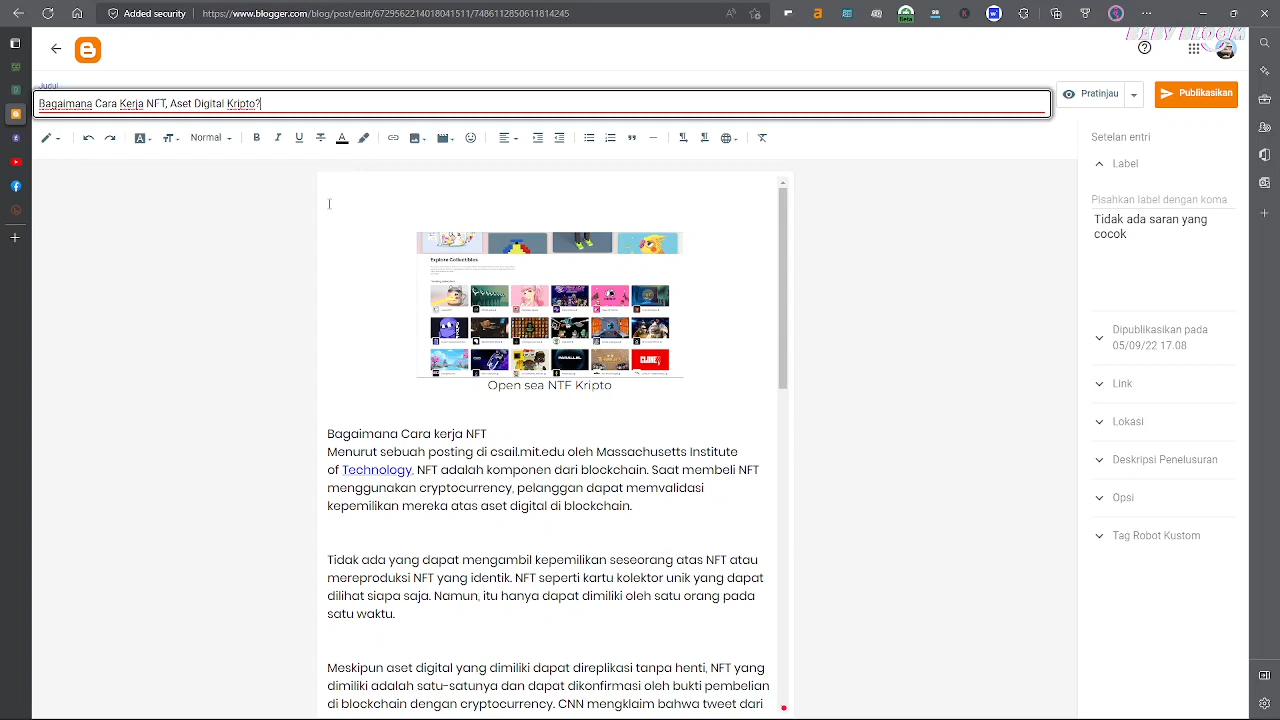 Added security
https://www.blogger.com/blog/post/edit/6729562214018041511/7486112850611814245
Beta
Judul
Bagaimana Cara Kerja NFT, Aset Digital Kripto?
Pratinjau
Publikasikan
Normal
Setelan entri
Label
Pisahkan label dengan koma
Tidak ada saran yang
cocok
Dipublikasikan pada
05/09/22 17.08
Link
Lokasi
Deskripsi Penelusuran
Opsi
Tag Robot Kustom
Explore Collectibles
PARALLEL
Open sea NTF Kripto
Bagaimana Cara kerja NFT
Menurut sebuah posting di csail.mit.edu oleh Massachusetts Institute
of Technology, NFT adalah komponen dari blockchain. Saat membeli NFT
menggunakan cryptocurrency, pelanggan dapat memvalidasi
kepemilikan mereka atas aset digital di blockchain.
Tidak ada yang dapat mengambil kepemilikan seseorang atas NFT atau
mereproduksi NFT yang identik. NFT seperti kartu kolektor unik yang dapat
dilihat siapa saja. Namun, itu hanya dapat dimiliki oleh satu orang pada
satu waktu.
Meskipun aset digital yang dimiliki dapat direplikasi tanpa henti, NFT yang
dimiliki adalah satu-satunya dan dapat dikonfirmasi oleh bukti pembelian
di blockchain dengan cryptocurrency. CNN mengklaim bahwa tweet dari